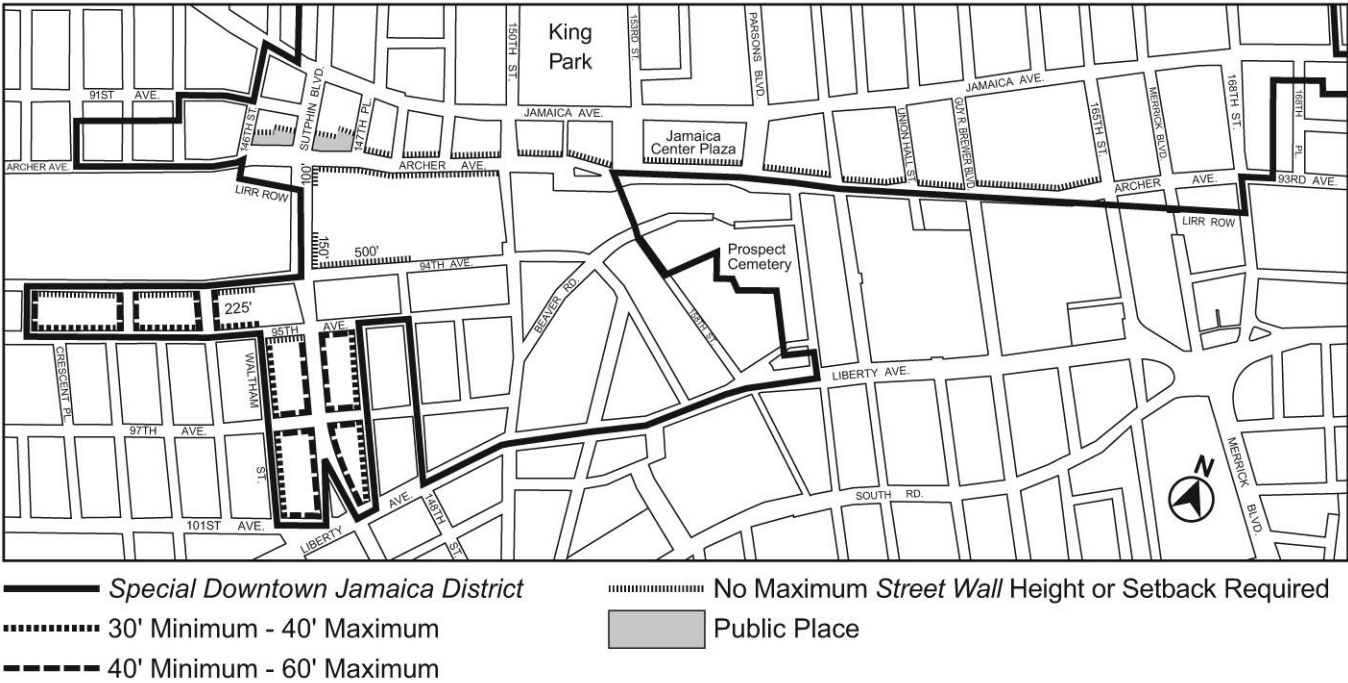 King
Park
150TH ST.
153RD ST.
PARSONS BLVD.
SUTPHIN BLVD.
147TH PL.
146TH ST.
91ST AVE.
JAMAICA AVE.
JAMAICA AVE.
Jamaica
Center Plaza
UNION HALL ST.
GUY R. BREWER BLVD.
165TH ST.
MERRICK BLVD.
168TH ST.
168TH PL.
ARCHER AVE.
ARCHER AVE.
ARCHER AVE.
93RD AVE.
LIRR ROW
LIRR ROW
100'
150'
500'
94TH AVE.
Prospect
Cemetery
BEAVER RD.
158TH ST.
225'
95TH AVE.
CRESCENT PL.
WALTHAM ST.
97TH AVE.
LIBERTY AVE.
101ST AVE.
LIBERTY AVE.
148TH ST.
SOUTH RD.
MERRICK BLVD.
N
Special Downtown Jamaica District
30' Minimum - 40' Maximum
40' Minimum - 60' Maximum
No Maximum Street Wall Height or Setback Required
Public Place